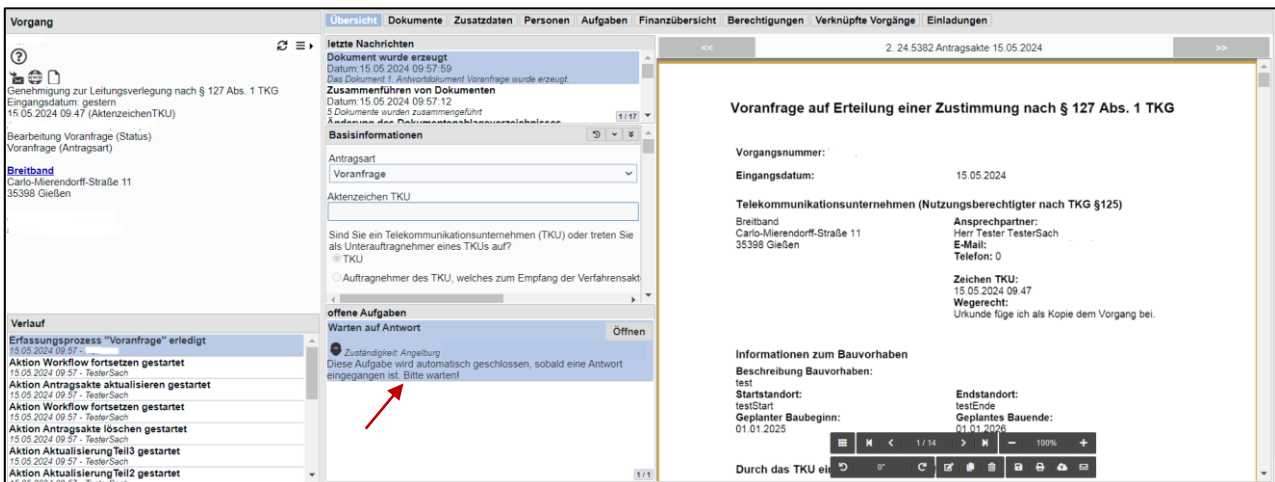 Vorgang
Genehmigung zur Leitungsverlegung nach § 127 Abs. 1 TKG
Eingangsdatum: gestern
15.05.2024 09.47 (AktenzeichenTKU)
Bearbeitung Voranfrage (Status)
Voranfrage (Antragsart)
Breitband
Carlo-Mierendorff-Straße 11
35398 Gießen
Verlauf
Erfassungsprozess "Voranfrage" erledigt
15.05.2024 09:57 -
Aktion Workflow fortsetzen gestartet
15.05.2024 09:57 - TesterSach
Aktion Antragsakte aktualisieren gestartet
15.05.2024 09:57 - TesterSach
Aktion Workflow fortsetzen gestartet
15.05.2024 09:57 - TesterSach
Aktion Antragsakte löschen gestartet
15.05.2024 09:57 - TesterSach
Aktion AktualisierungTeil3 gestartet
15.05.2024 09:57 - TesterSach
Aktion AktualisierungTeil2 gestartet
Übersicht Dokumente Zusatzdaten Personen Aufgaben Finanzübersicht Berechtigungen Verknüpfte Vorgänge Einladungen
letzte Nachrichten
Dokument wurde erzeugt
Datum:15.05.2024 09:57:59
Das Dokument 1. Antwortdokument Voranfrage wurde erzeugt.
Zusammenführen von Dokumenten
Datum:15.05.2024 09:57:12
5 Dokumente wurden zusammengeführt
1 / 17
Änderung des Dokumentenablageverzeichnisses
Basisinformationen
Antragsart
Voranfrage
Aktenzeichen TKU
Sind Sie ein Telekommunikationsunternehmen (TKU) oder treten Sie
als Unterauftragnehmer eines TKUs auf?
TKU
Auftragnehmer des TKU, welches zum Empfang der Verfahrensakt
offene Aufgaben
Warten auf Antwort
Öffnen
Zuständigkeit: Angelburg
Diese Aufgabe wird automatisch geschlossen, sobald eine Antwort
eingegangen ist. Bitte warten!
1 / 1
<< 2. 24.5382 Antragsakte 15.05.2024 >>
Voranfrage auf Erteilung einer Zustimmung nach § 127 Abs. 1 TKG
Vorgangsnummer:
Eingangsdatum: 15.05.2024
Telekommunikationsunternehmen (Nutzungsberechtigter nach TKG §125)
Breitband
Carlo-Mierendorff-Straße 11
35398 Gießen
Ansprechpartner:
Herr Tester TesterSach
E-Mail:
Telefon: 0
Zeichen TKU:
15.05.2024 09.47
Wegerecht:
Urkunde füge ich als Kopie dem Vorgang bei.
Informationen zum Bauvorhaben
Beschreibung Bauvorhaben:
test
Startstandort: Endstandort:
testStart testEnde
Geplanter Baubeginn: Geplantes Bauende:
01.01.2025 01.01.2026
1 / 14 100%
Durch das TKU ei
0°